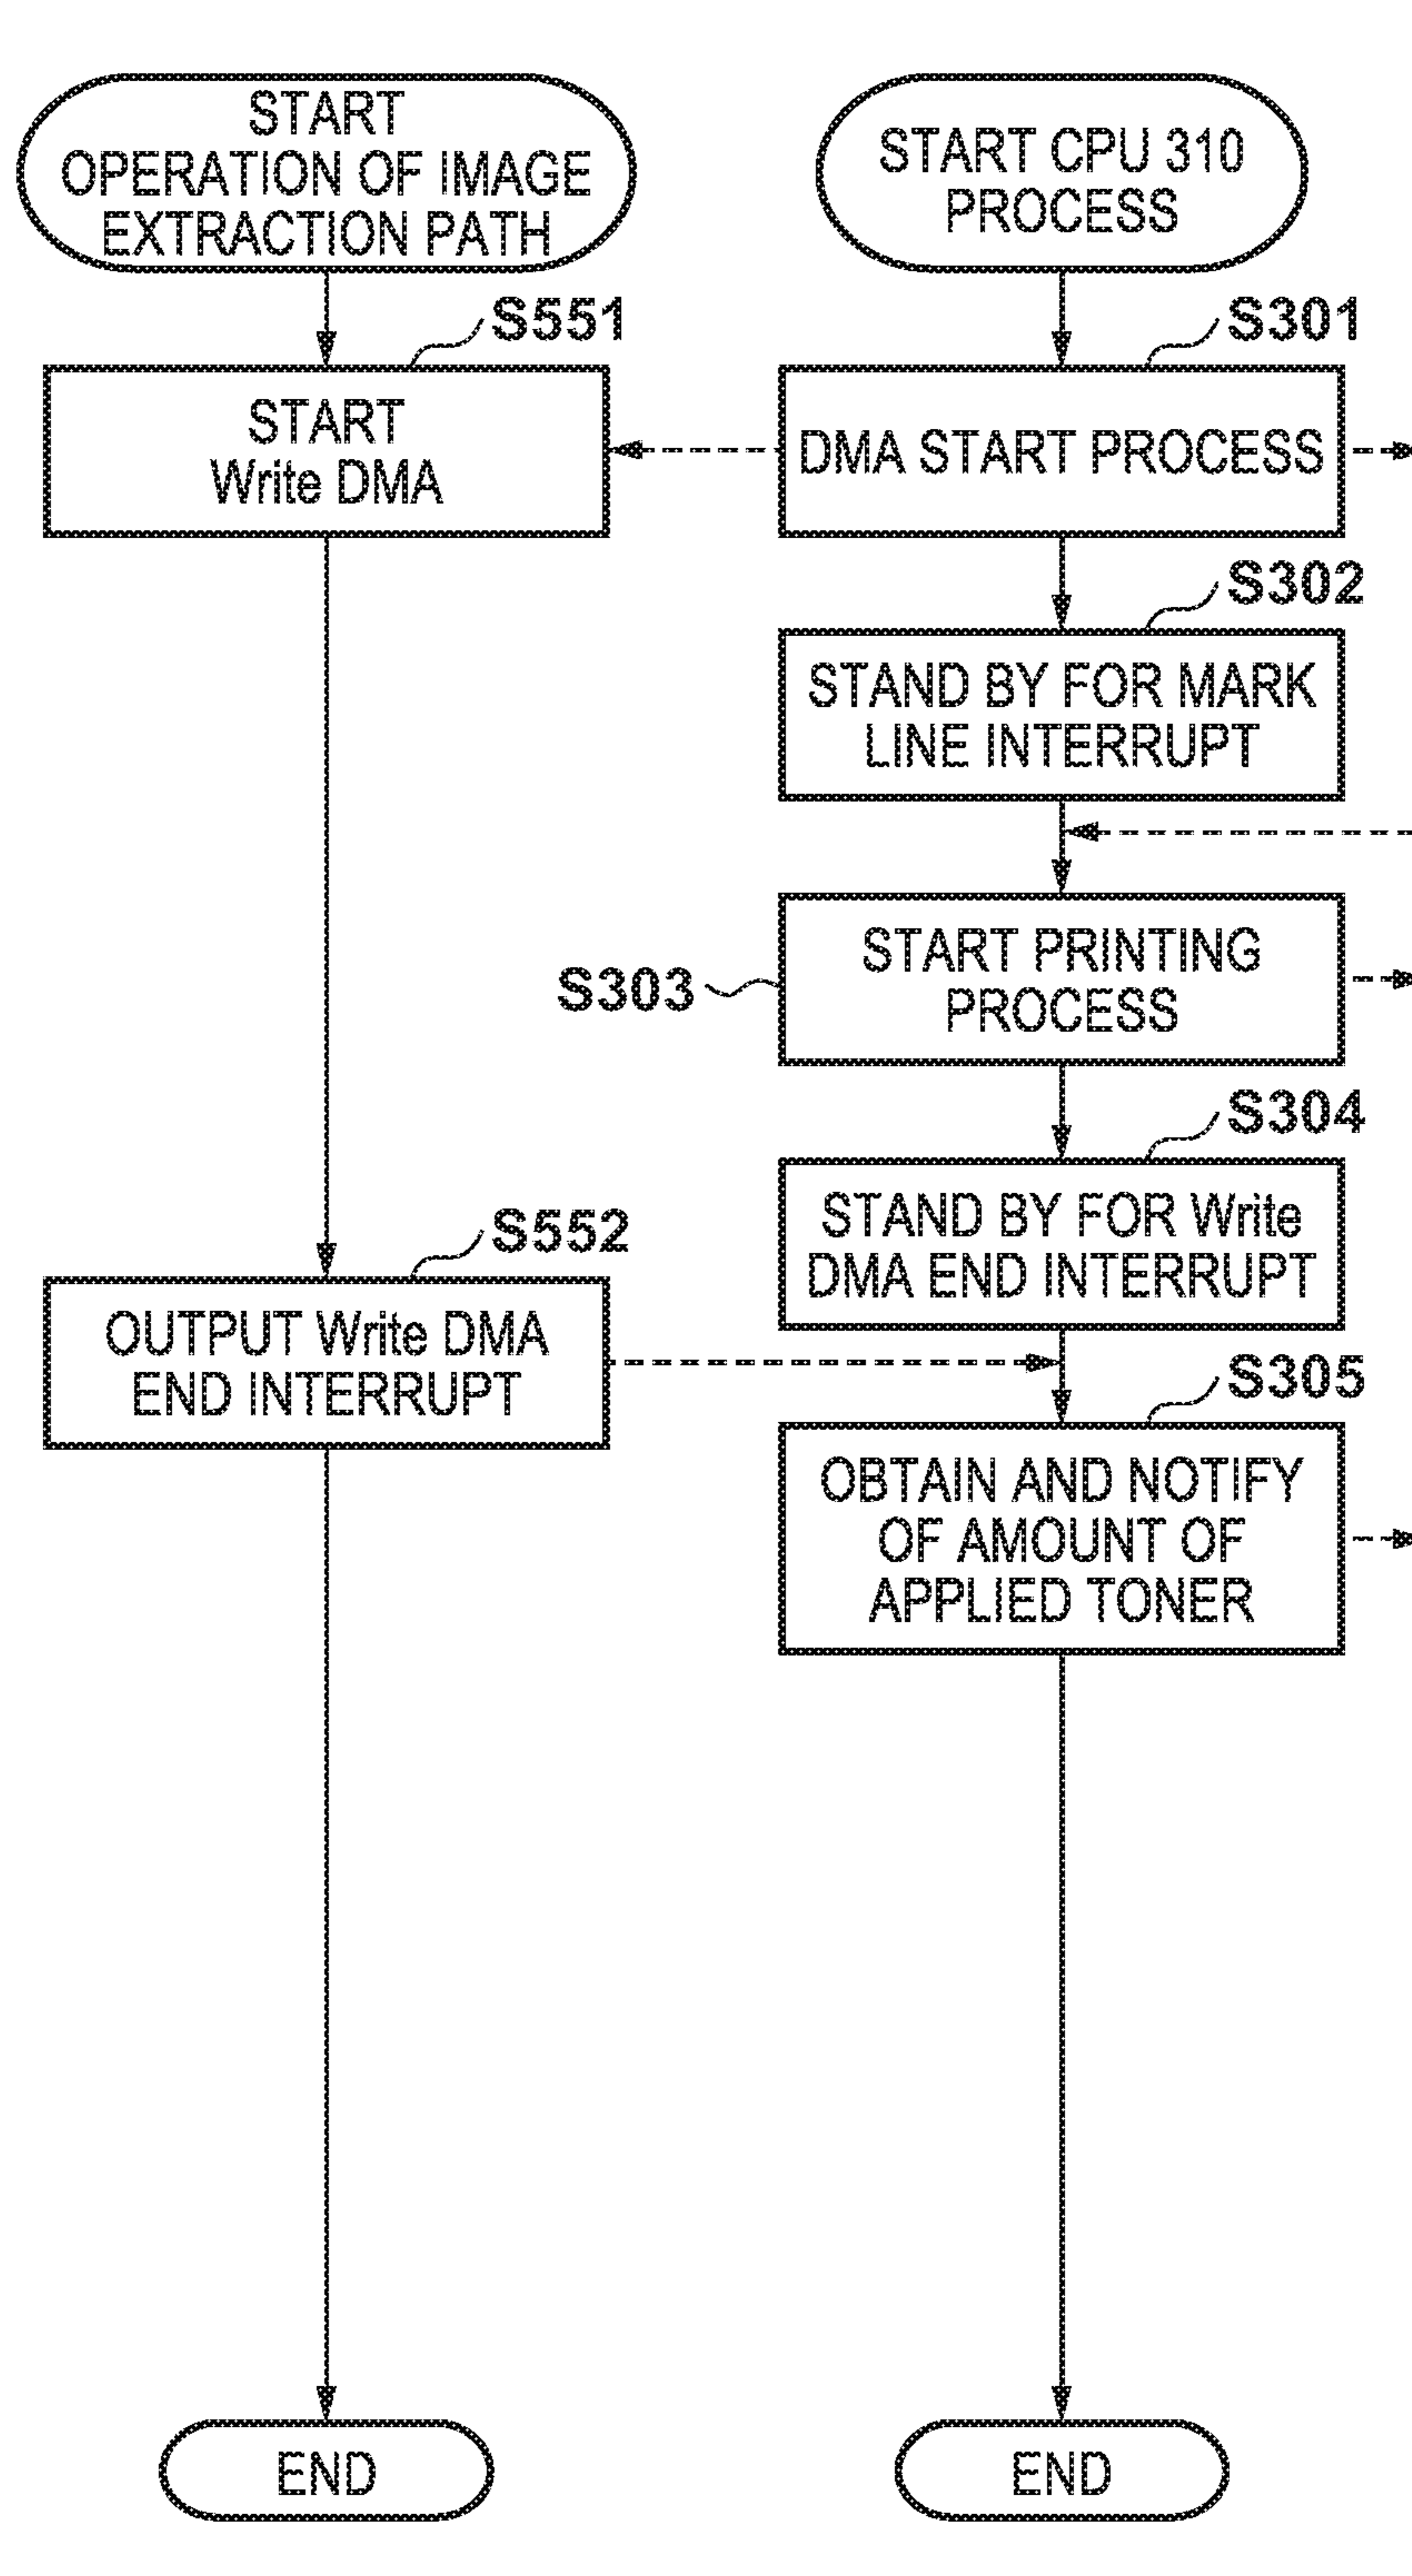 START
OPERATION OF IMAGE
EXTRACTION PATH
S551
START
Write DMA
S552
OUTPUT Write DMA
END INTERRUPT
END
START CPU 310
PROCESS
S301
DMA START PROCESS
S302
STAND BY FOR MARK
LINE INTERRUPT
S303
START PRINTING
PROCESS
S304
STAND BY FOR Write
DMA END INTERRUPT
S305
OBTAIN AND NOTIFY
OF AMOUNT OF
APPLIED TONER
END